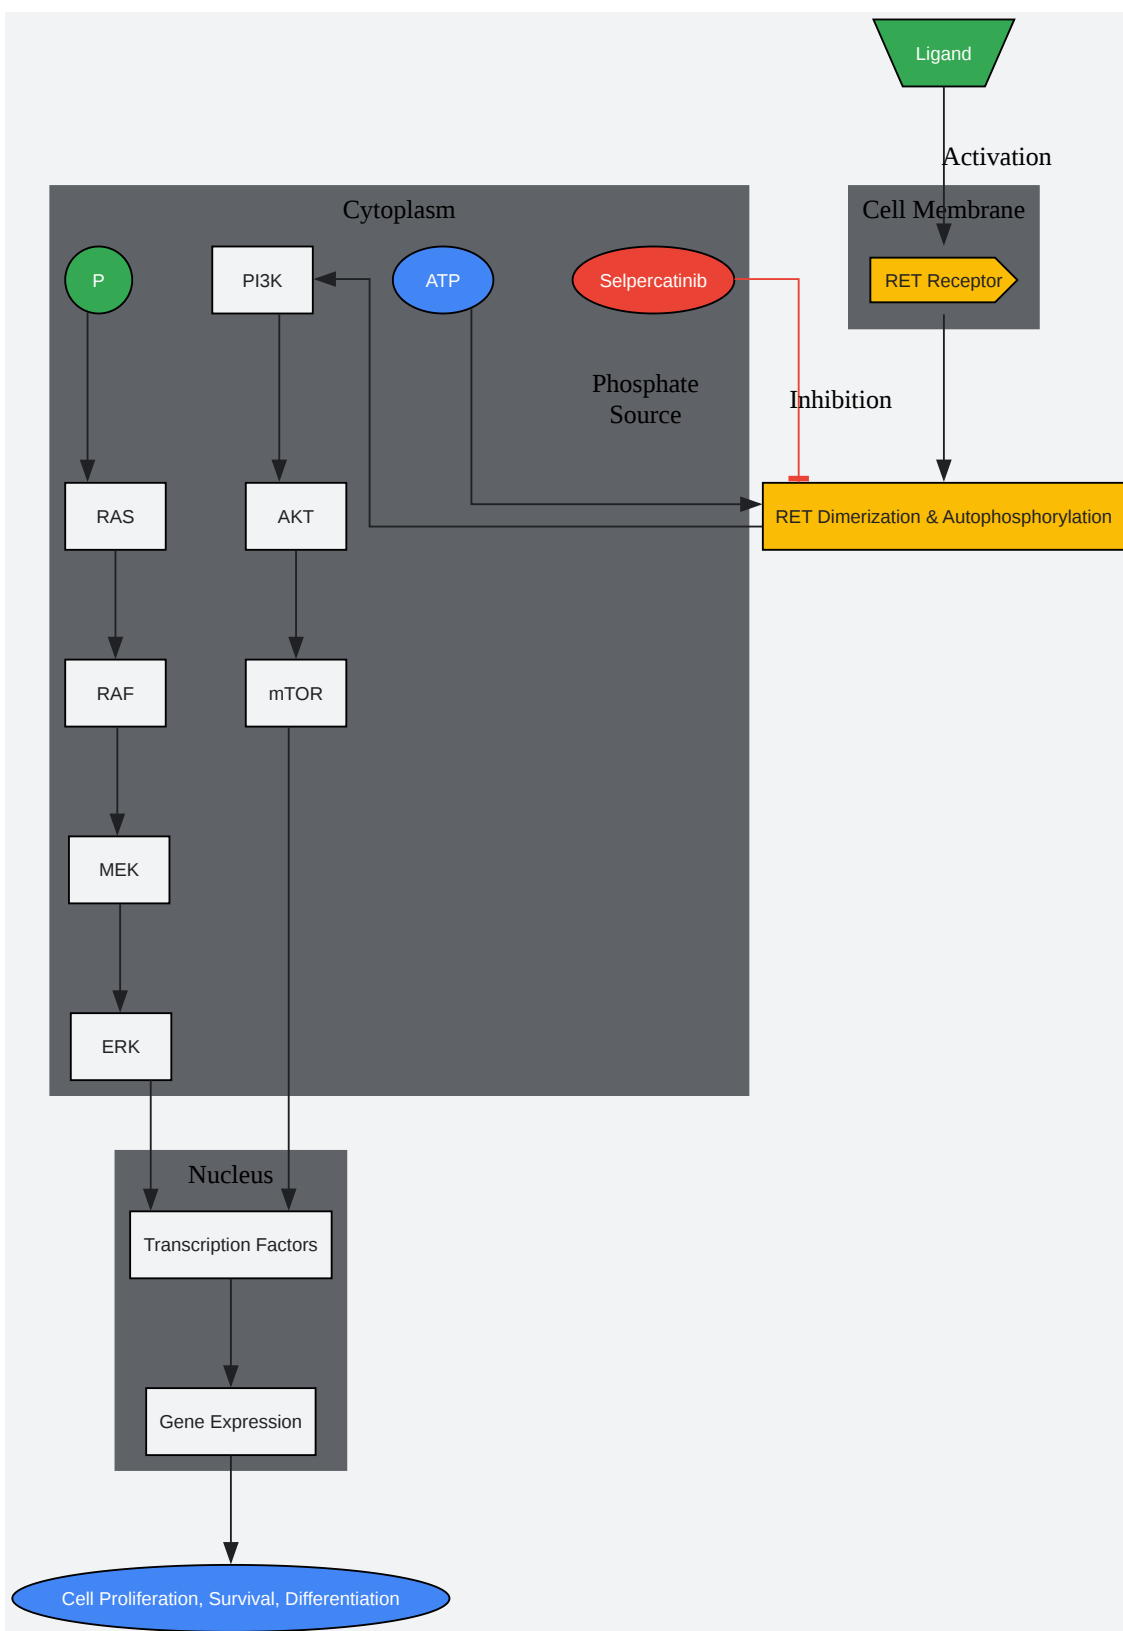 Ligand
Activation
Cytoplasm
Cell Membrane
P
PI3K
ATP
Selpercatinib
RET Receptor
Phosphate
Source
Inhibition
RAS
AKT
RET Dimerization & Autophosphorylation
RAF
mTOR
MEK
ERK
Nucleus
Transcription Factors
Gene Expression
Cell Proliferation, Survival, Differentiation